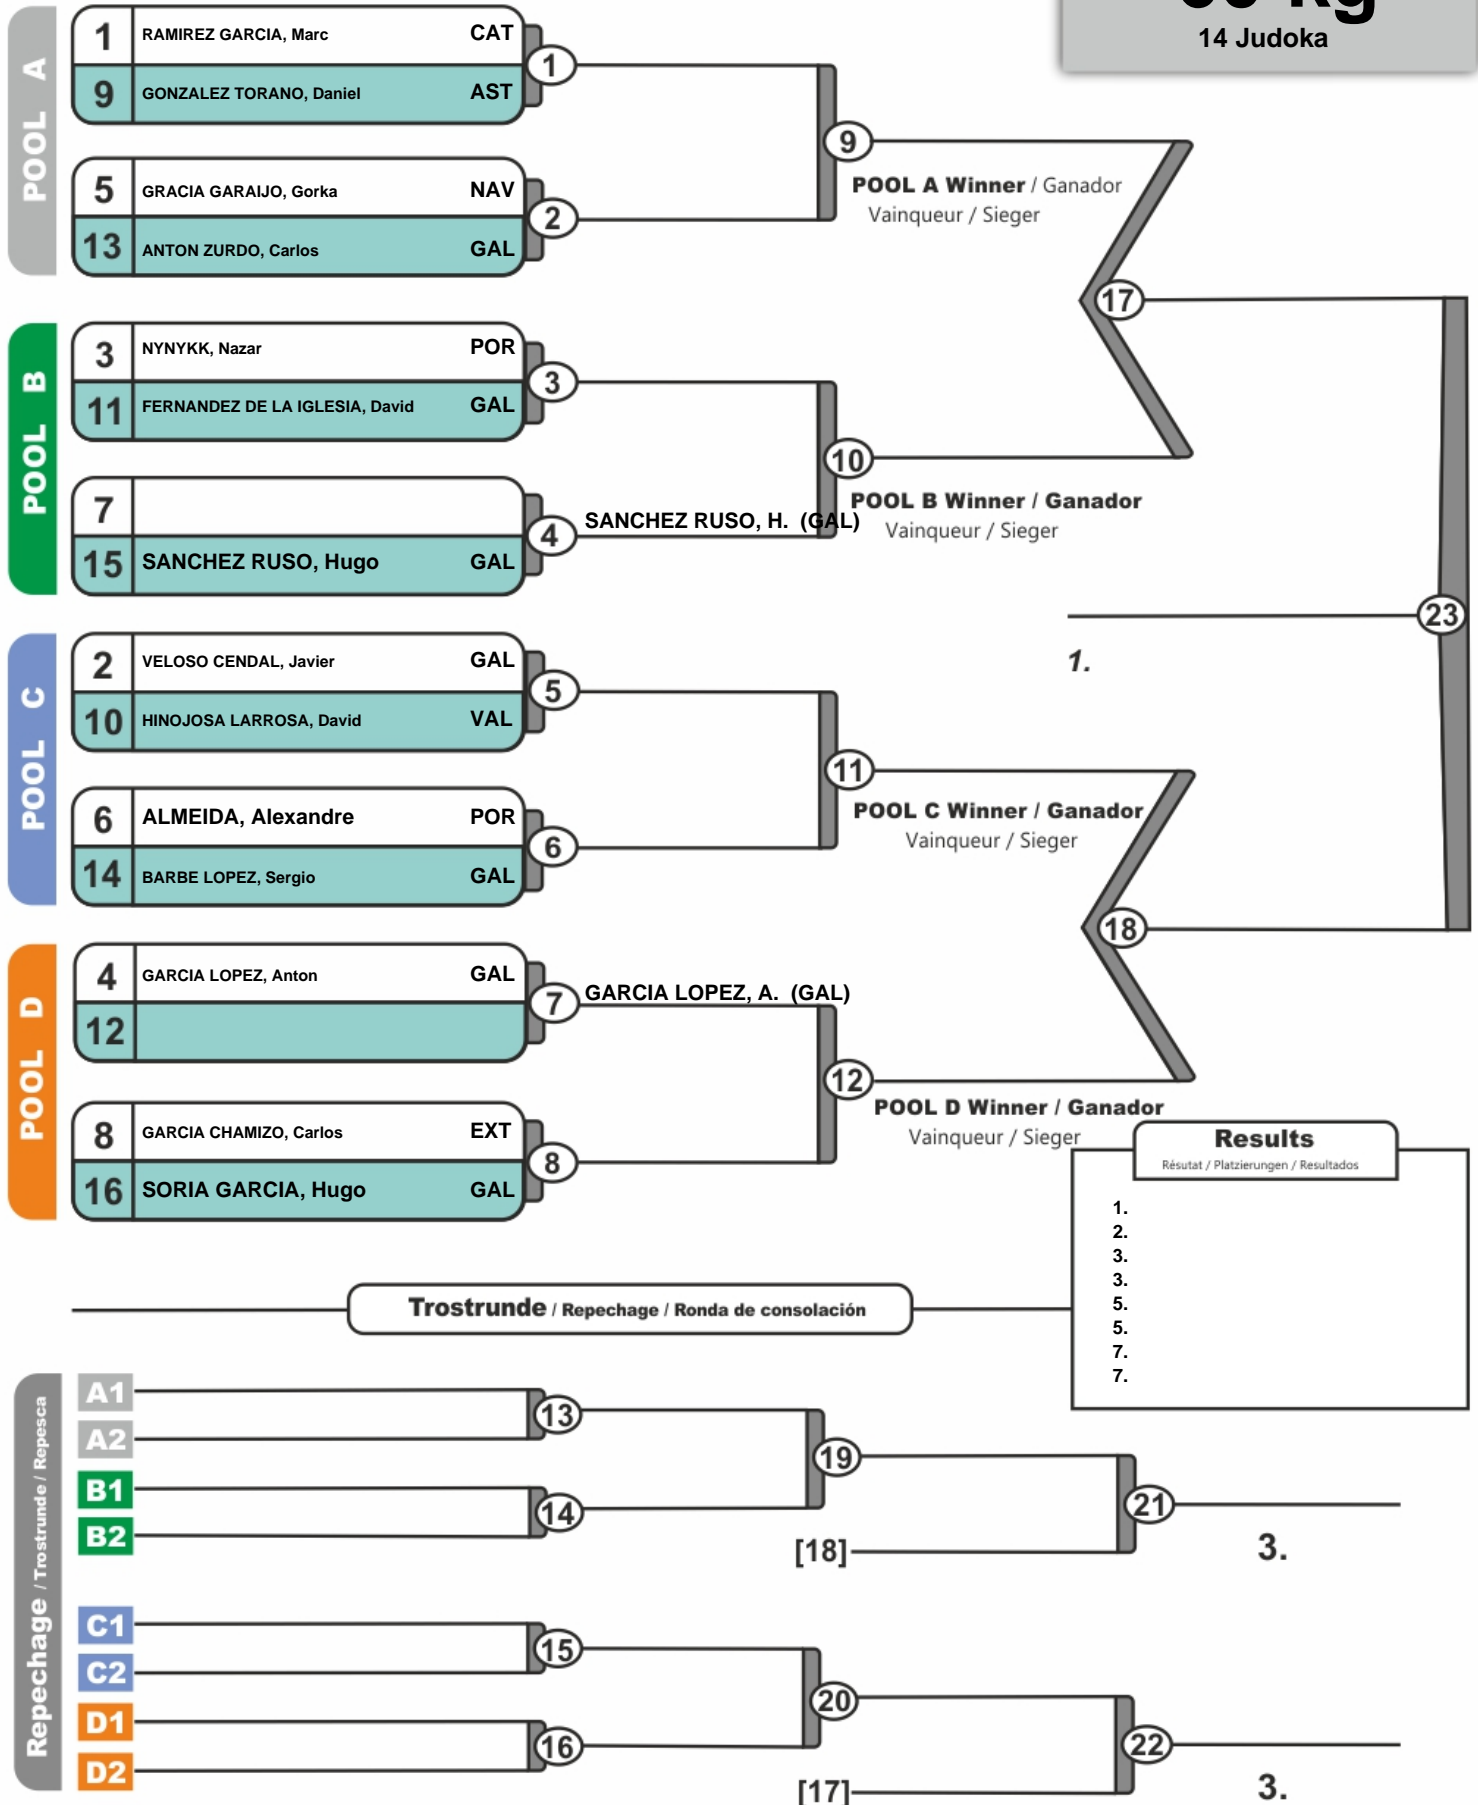 14 Judoka
POOL A
1 RAMIREZ GARCIA, Marc CAT
9 GONZALEZ TORANO, Daniel AST
1
5 GRACIA GARAIJO, Gorka NAV
13 ANTON ZURDO, Carlos GAL
2
9
POOL A Winner / Ganador
Vainqueur / Sieger
17
POOL B
3 NYNYKK, Nazar POR
11 FERNANDEZ DE LA IGLESIA, David GAL
3
7
15 SANCHEZ RUSO, Hugo GAL
4
SANCHEZ RUSO, H. (GAL)
10
POOL B Winner / Ganador
Vainqueur / Sieger
23
1.
POOL C
2 VELOSO CENDAL, Javier GAL
10 HINOJOSA LARROSA, David VAL
5
6 ALMEIDA, Alexandre POR
14 BARBE LOPEZ, Sergio GAL
6
11
POOL C Winner / Ganador
Vainqueur / Sieger
18
POOL D
4 GARCIA LOPEZ, Anton GAL
12
7
GARCIA LOPEZ, A. (GAL)
8 GARCIA CHAMIZO, Carlos EXT
16 SORIA GARCIA, Hugo GAL
8
12
POOL D Winner / Ganador
Vainqueur / Sieger
Results
Résutat / Platzierungen / Resultados
1.
2.
3.
3.
5.
5.
7.
7.
Trostrunde / Repechage / Ronda de consolación
Repechage / Trostrunde / Repesca
A1
A2
13
B1
B2
14
19
[18]
21
3.
C1
C2
15
D1
D2
16
20
[17]
22
3.